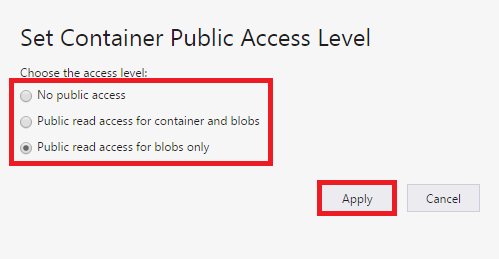 Set Container Public Access Level
Choose the access level:
No public access
Public read access for container and blobs
Public read access for blobs only
Apply Cancel